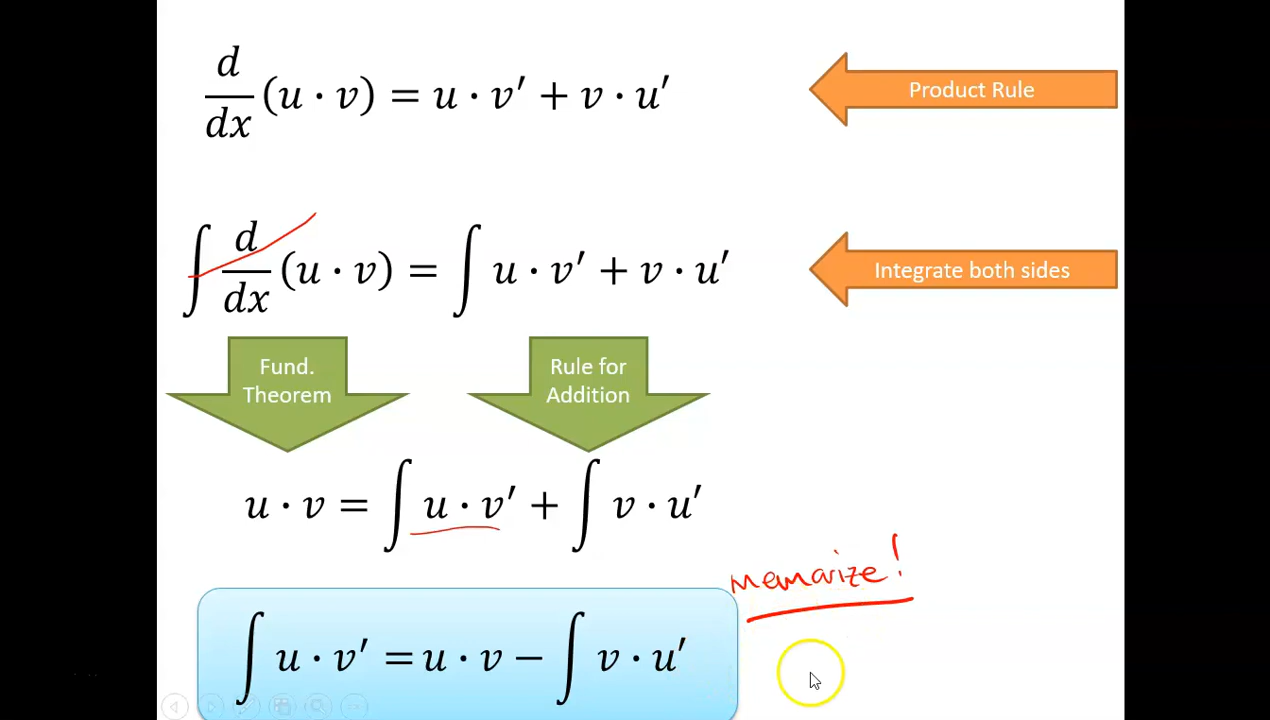 d/dx (u · v) = u · v′ + v · u′
Product Rule
∫ d/dx (u · v) = ∫ u · v′ + v · u′
Integrate both sides
Fund.
Theorem
Rule for
Addition
u · v = ∫ u · v′ + ∫ v · u′
memorize!
∫ u · v′ = u · v − ∫ v · u′